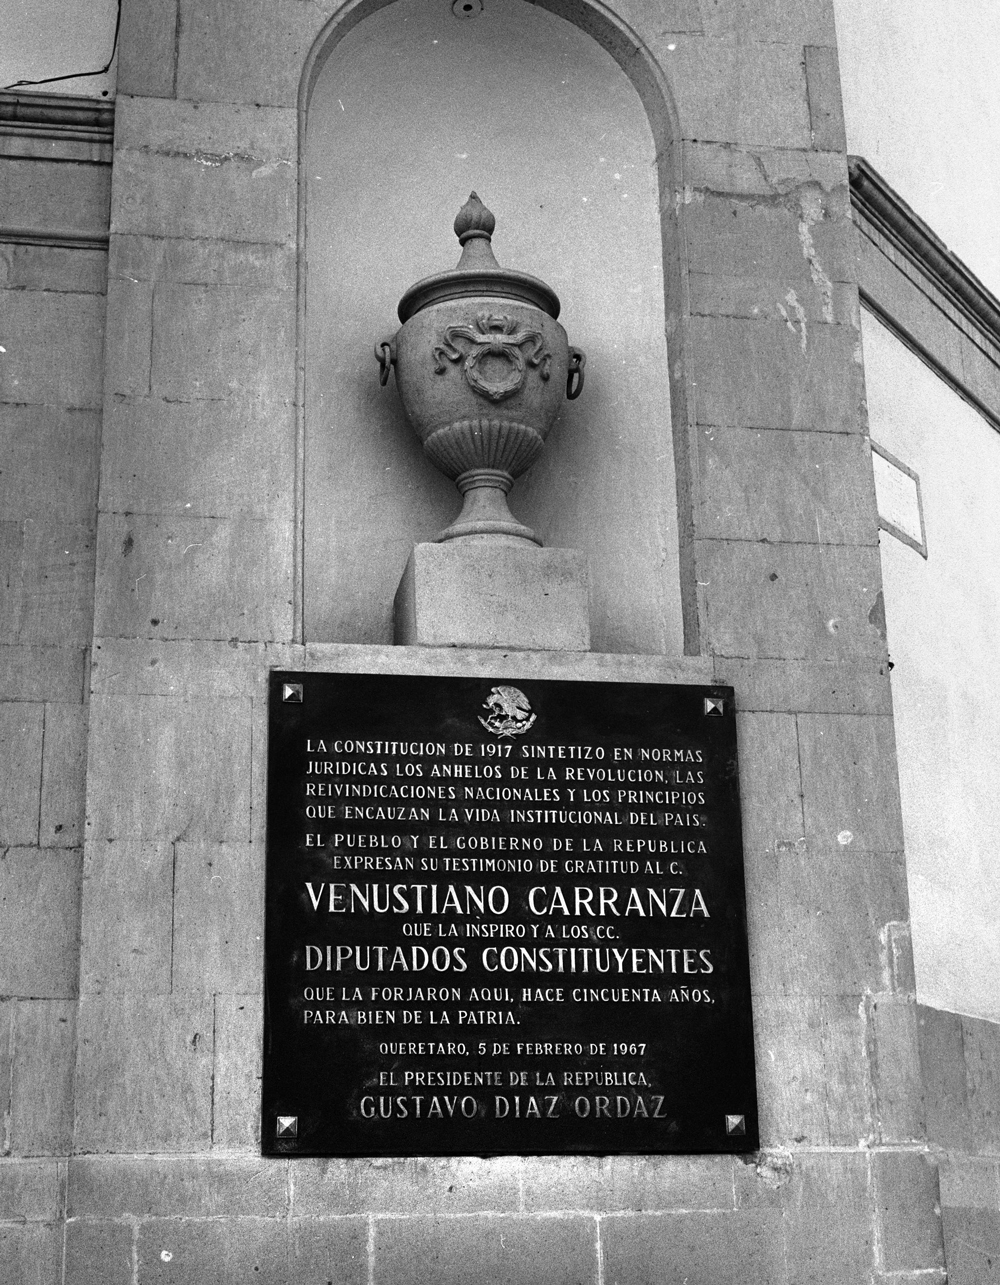 LA CONSTITUCION DE 1917 SINTETIZO EN NORMAS
JURIDICAS LOS ANHELOS DE LA REVOLUCION, LAS
REIVINDICACIONES NACIONALES Y LOS PRINCIPIOS
QUE ENCAUZAN LA VIDA INSTITUCIONAL DEL PAIS.
EL PUEBLO Y EL GOBIERNO DE LA REPUBLICA
EXPRESAN SU TESTIMONIO DE GRATITUD AL C.
VENUSTIANO CARRANZA
QUE LA INSPIRO Y A LOS CC.
DIPUTADOS CONSTITUYENTES
QUE LA FORJARON AQUI, HACE CINCUENTA AÑOS,
PARA BIEN DE LA PATRIA.
QUERETARO, 5 DE FEBRERO DE 1967
EL PRESIDENTE DE LA REPUBLICA,
GUSTAVO DIAZ ORDAZ